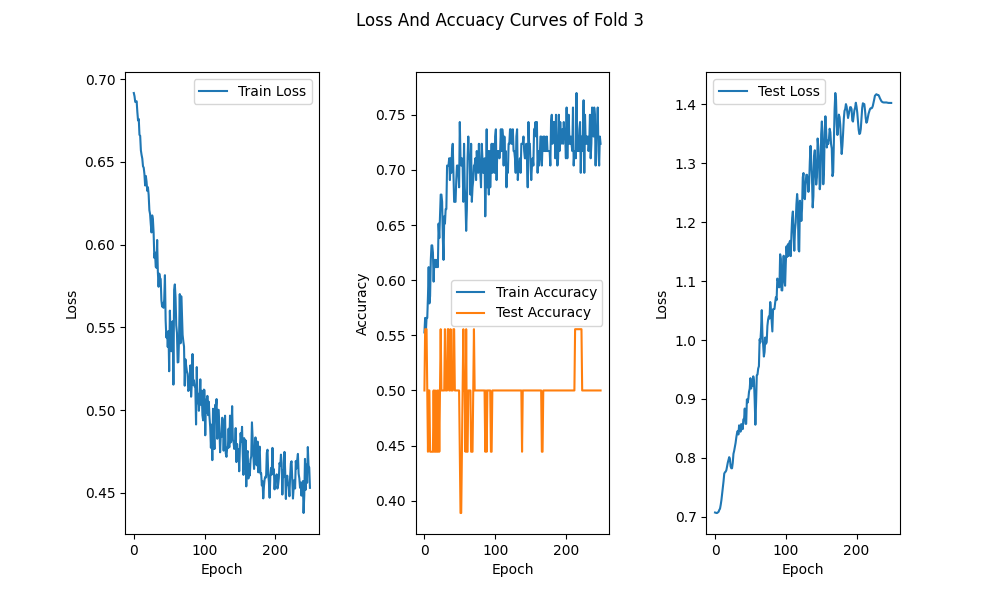 Loss And Accuacy Curves of Fold 3
0.70
0.65
0.60
0.55
0.50
0.45
0
100
200
Epoch
Loss
Train Loss
0.75
0.70
0.65
0.60
0.55
0.50
0.45
0.40
0
100
200
Epoch
Accuracy
Train Accuracy
Test Accuracy
1.4
1.3
1.2
1.1
1.0
0.9
0.8
0.7
0
100
200
Epoch
Loss
Test Loss